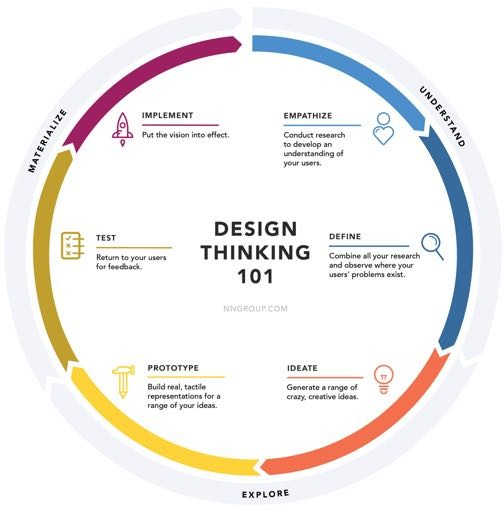 DESIGN
THINKING
101
NNGROUP.COM
UNDERSTAND
EMPATHIZE
Conduct research
to develop an
understanding of
your users.
DEFINE
Combine all your research
and observe where your
users' problems exist.
EXPLORE
IDEATE
Generate a range of
crazy, creative ideas.
PROTOTYPE
Build real, tactile
representations for a
range of your ideas.
MATERIALIZE
TEST
Return to your users
for feedback.
IMPLEMENT
Put the vision into effect.